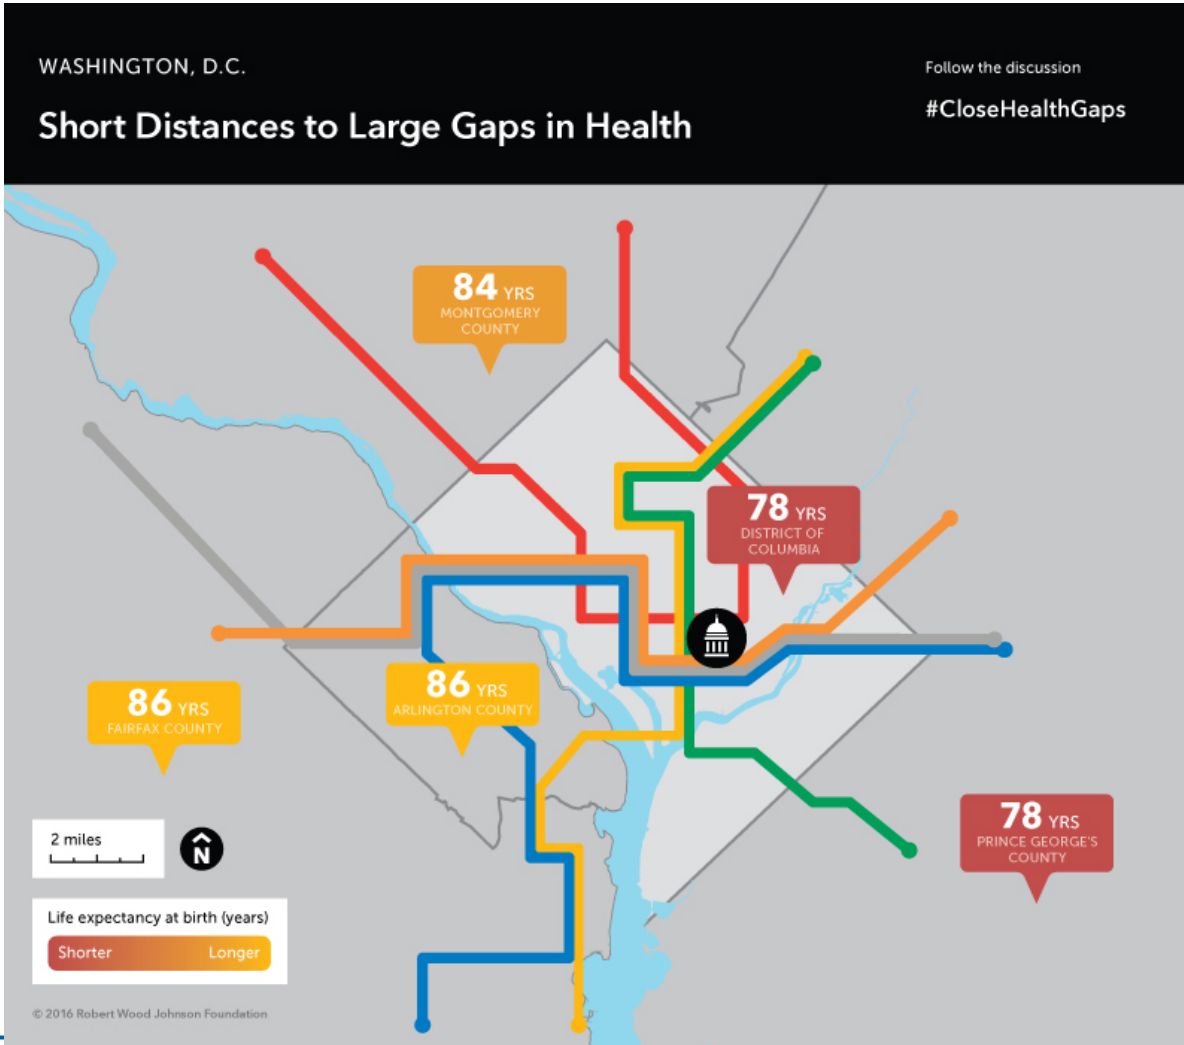 WASHINGTON, D.C.
Short Distances to Large Gaps in Health
Follow the discussion
#CloseHealthGaps
84 YRS
MONTGOMERY
COUNTY
78 YRS
DISTRICT OF
COLUMBIA
86 YRS
FAIRFAX COUNTY
86 YRS
ARLINGTON COUNTY
78 YRS
PRINCE GEORGE'S
COUNTY
2 miles
N
Life expectancy at birth (years)
Shorter Longer
© 2016 Robert Wood Johnson Foundation